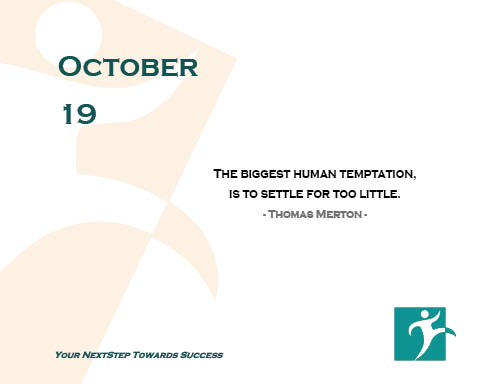 October
19
The biggest human temptation,
is to settle for too little.
- Thomas Merton -
Your NextStep Towards Success